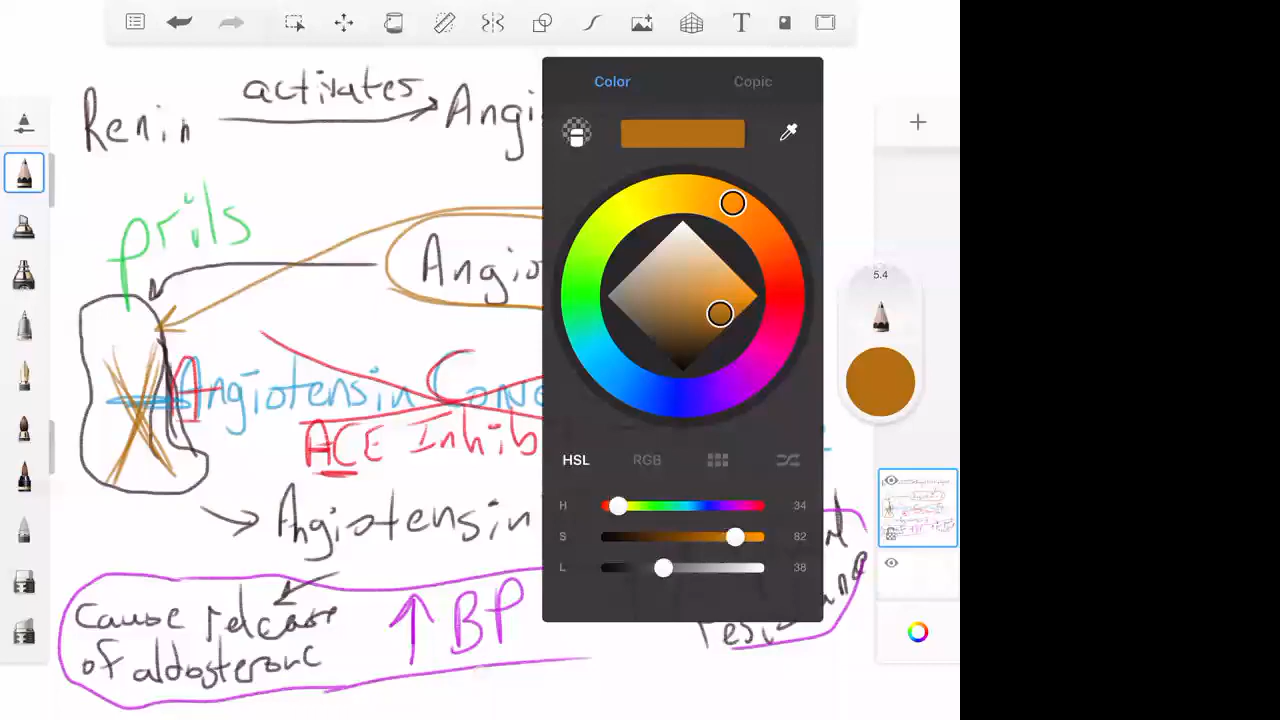 Color Copic
Renin activates Angi
prils
Angio
5.4
Angiotensin Conv
ACE Inhib
HSL RGB
H 34
S 82
L 38
Angiotensin
Cause release
of aldosterone
↑ BP